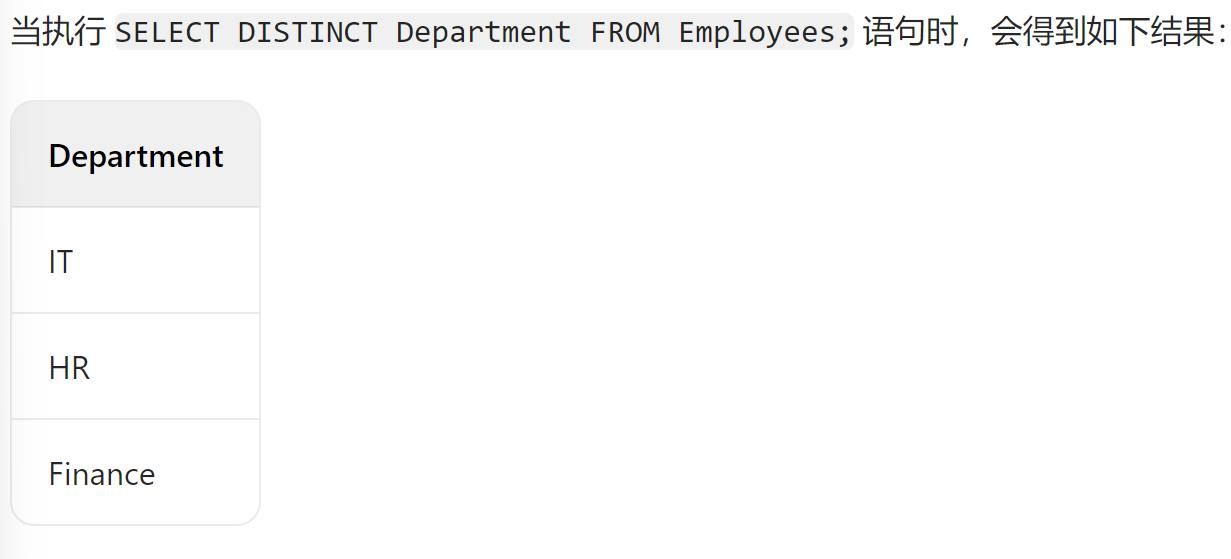 当执行 SELECT DISTINCT Department FROM Employees; 语句时，会得到如下结果：
Department
IT
HR
Finance